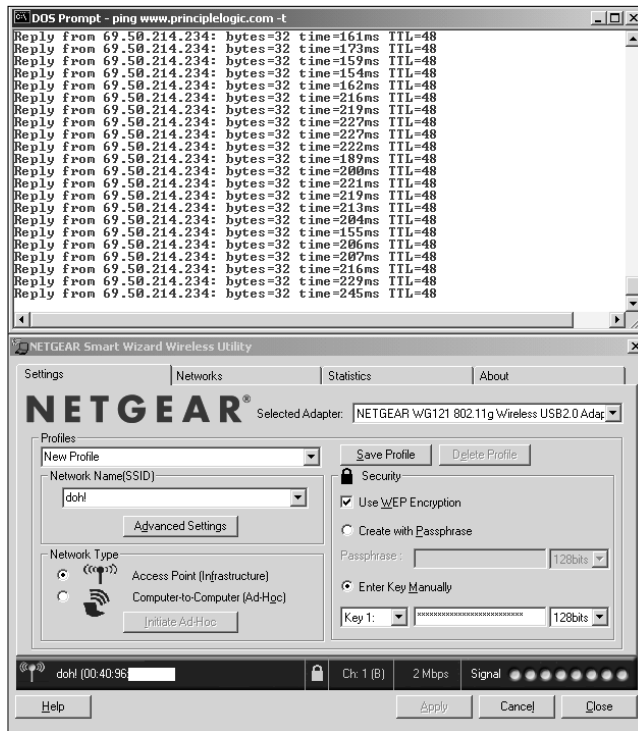 DOS Prompt - ping www.principlelogic.com -t
Reply from 69.50.214.234: bytes=32 time=161ms TTL=48
Reply from 69.50.214.234: bytes=32 time=173ms TTL=48
Reply from 69.50.214.234: bytes=32 time=159ms TTL=48
Reply from 69.50.214.234: bytes=32 time=154ms TTL=48
Reply from 69.50.214.234: bytes=32 time=162ms TTL=48
Reply from 69.50.214.234: bytes=32 time=216ms TTL=48
Reply from 69.50.214.234: bytes=32 time=219ms TTL=48
Reply from 69.50.214.234: bytes=32 time=227ms TTL=48
Reply from 69.50.214.234: bytes=32 time=227ms TTL=48
Reply from 69.50.214.234: bytes=32 time=222ms TTL=48
Reply from 69.50.214.234: bytes=32 time=189ms TTL=48
Reply from 69.50.214.234: bytes=32 time=200ms TTL=48
Reply from 69.50.214.234: bytes=32 time=221ms TTL=48
Reply from 69.50.214.234: bytes=32 time=219ms TTL=48
Reply from 69.50.214.234: bytes=32 time=213ms TTL=48
Reply from 69.50.214.234: bytes=32 time=204ms TTL=48
Reply from 69.50.214.234: bytes=32 time=155ms TTL=48
Reply from 69.50.214.234: bytes=32 time=206ms TTL=48
Reply from 69.50.214.234: bytes=32 time=207ms TTL=48
Reply from 69.50.214.234: bytes=32 time=216ms TTL=48
Reply from 69.50.214.234: bytes=32 time=229ms TTL=48
Reply from 69.50.214.234: bytes=32 time=245ms TTL=48
NETGEAR Smart Wizard Wireless Utility
Settings Networks Statistics About
NETGEAR® Selected Adapter: NETGEAR WG121 802.11g Wireless USB2.0 Adap
Profiles
New Profile
Save Profile Delete Profile
Network Name(SSID)
doh!
Advanced Settings
Security
Use WEP Encryption
Create with Passphrase
Passphrase : 128bits
Enter Key Manually
Key 1: ************************** 128bits
Network Type
Access Point (Infrastructure)
Computer-to-Computer (Ad-Hoc)
Initiate Ad-Hoc
doh! (00:40:96: Ch: 1 (B) 2 Mbps Signal
Help Apply Cancel Close